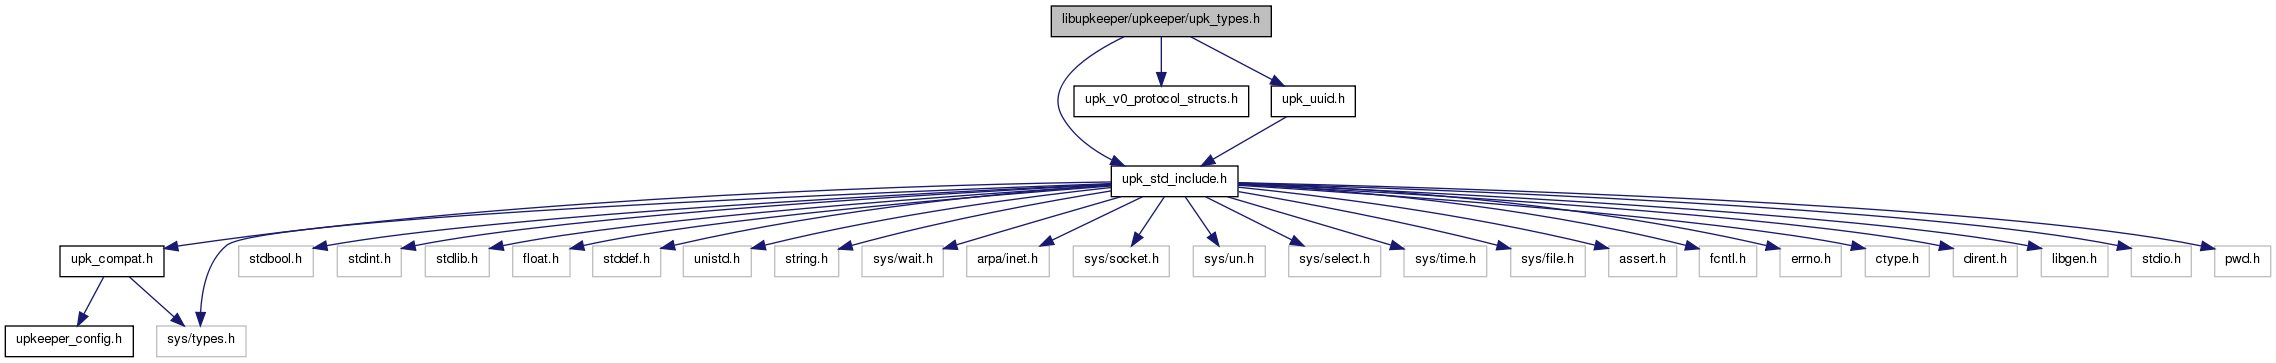 libupkeeper/upkeeper/upk_types.h
upk_v0_protocol_structs.h
upk_uuid.h
upk_std_include.h
upk_compat.h
stdbool.h
stdint.h
stdlib.h
float.h
stddef.h
unistd.h
string.h
sys/wait.h
arpa/inet.h
sys/socket.h
sys/un.h
sys/select.h
sys/time.h
sys/file.h
assert.h
fcntl.h
errno.h
ctype.h
dirent.h
libgen.h
stdio.h
pwd.h
upkeeper_config.h
sys/types.h